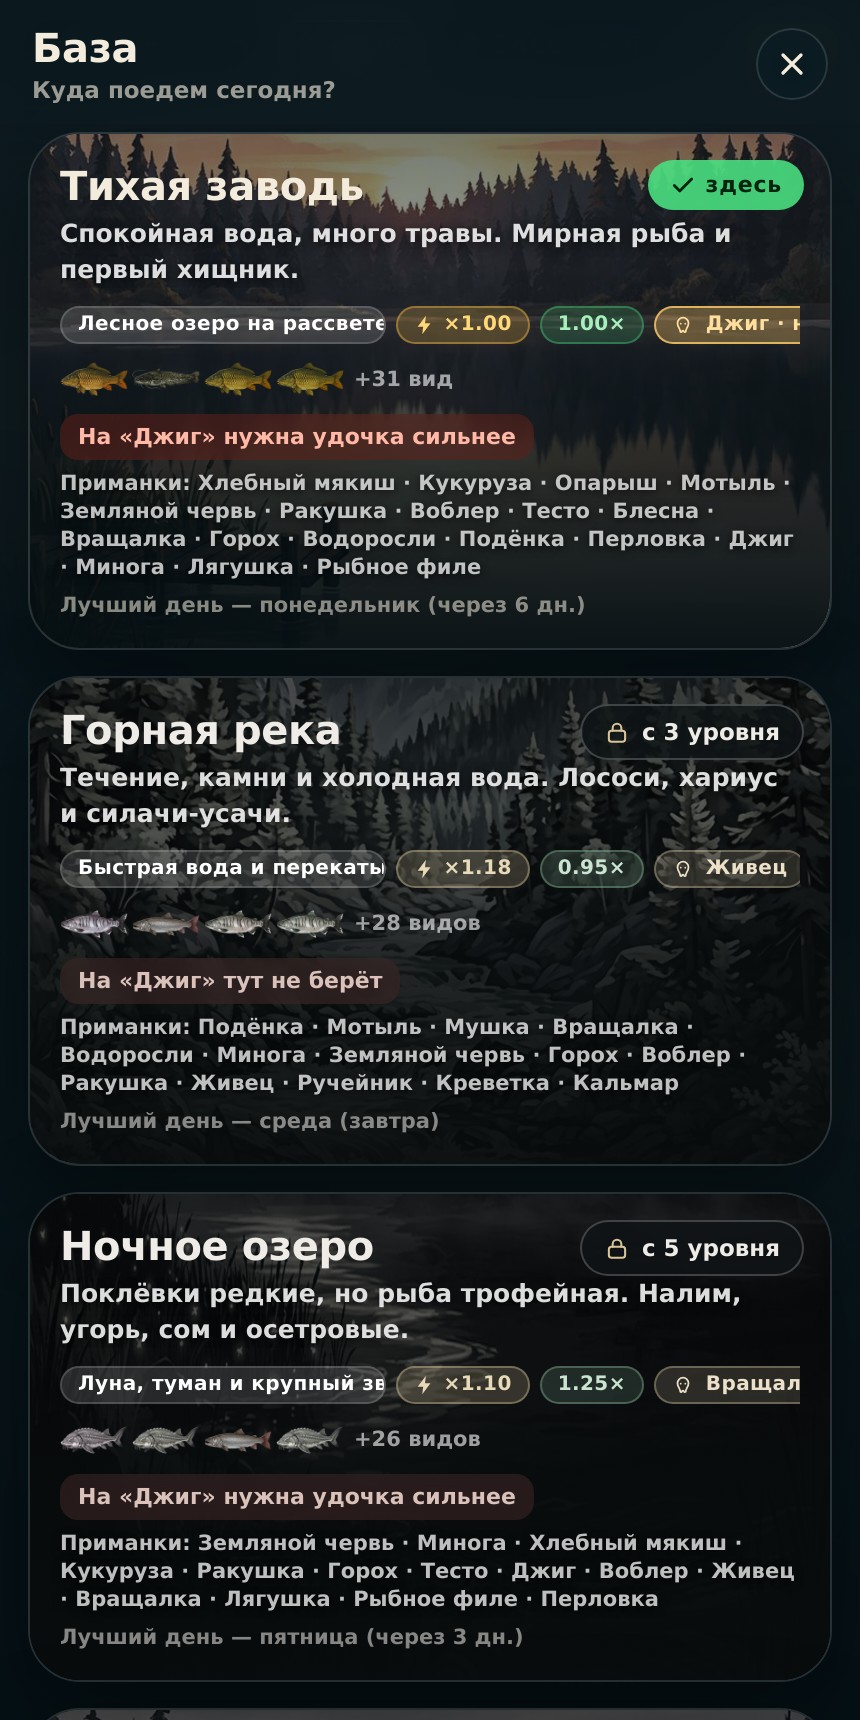 База
Куда поедем сегодня?
Тихая заводь
здесь
Спокойная вода, много травы. Мирная рыба и
первый хищник.
Лесное озеро на рассвете ×1.00 1.00× Джиг ·
+31 вид
На «Джиг» нужна удочка сильнее
Приманки: Хлебный мякиш · Кукуруза · Опарыш · Мотыль ·
Земляной червь · Ракушка · Воблер · Тесто · Блесна ·
Вращалка · Горох · Водоросли · Подёнка · Перловка · Джиг
· Минога · Лягушка · Рыбное филе
Лучший день — понедельник (через 6 дн.)
Горная река
с 3 уровня
Течение, камни и холодная вода. Лососи, хариус
и силачи-усачи.
Быстрая вода и перекаты ×1.18 0.95× Живец
+28 видов
На «Джиг» тут не берёт
Приманки: Подёнка · Мотыль · Мушка · Вращалка ·
Водоросли · Минога · Земляной червь · Горох · Воблер ·
Ракушка · Живец · Ручейник · Креветка · Кальмар
Лучший день — среда (завтра)
Ночное озеро
с 5 уровня
Поклёвки редкие, но рыба трофейная. Налим,
угорь, сом и осетровые.
Луна, туман и крупный зв ×1.10 1.25× Вращал
+26 видов
На «Джиг» нужна удочка сильнее
Приманки: Земляной червь · Минога · Хлебный мякиш ·
Кукуруза · Ракушка · Горох · Тесто · Джиг · Воблер · Живец
· Вращалка · Лягушка · Рыбное филе · Перловка
Лучший день — пятница (через 3 дн.)